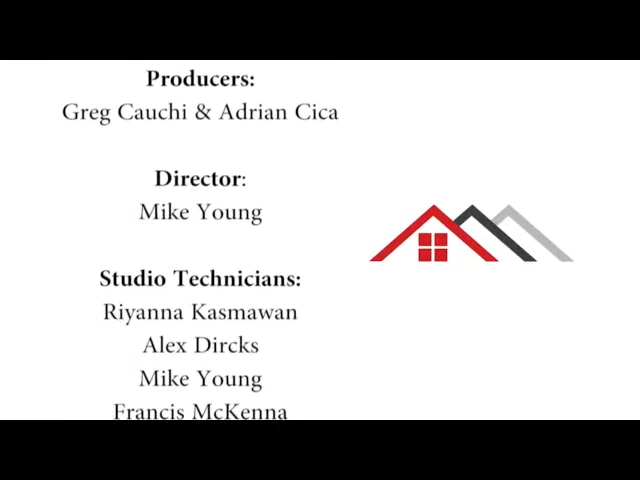 Producers:
Greg Cauchi & Adrian Cica
Director:
Mike Young
Studio Technicians:
Riyanna Kasmawan
Alex Dircks
Mike Young
Francis McKenna